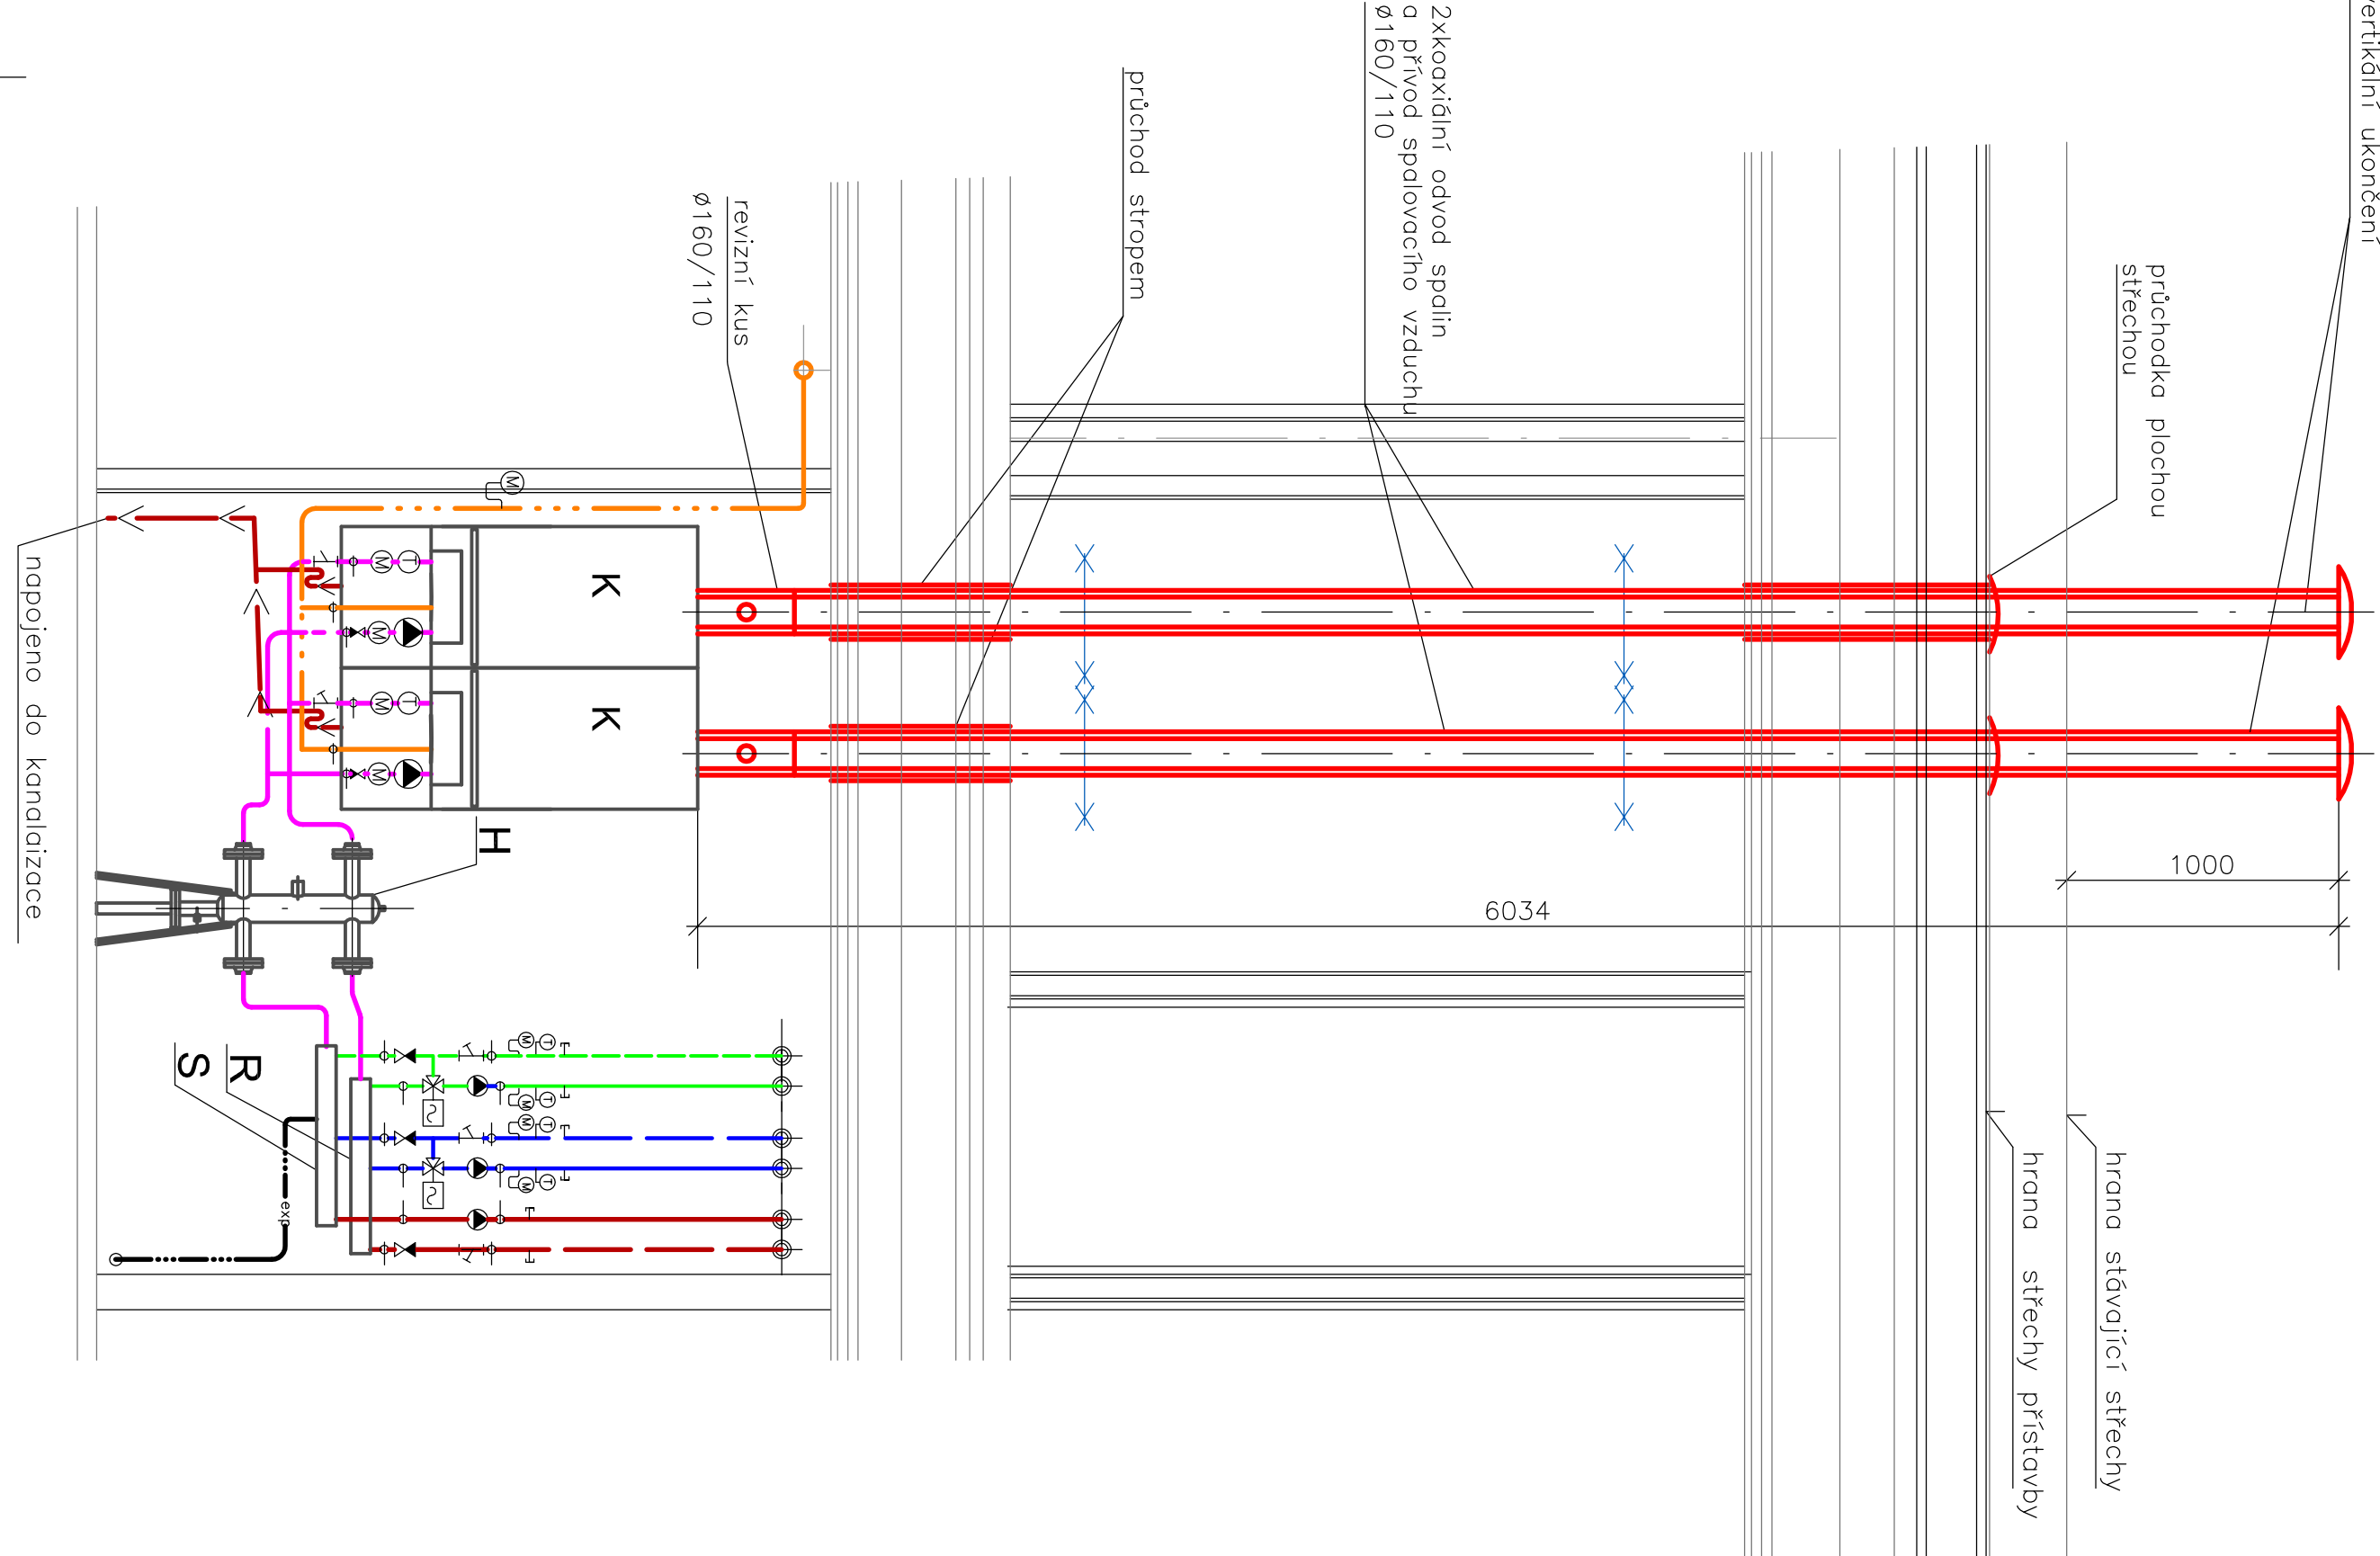 vertikální ukončení
průchodka plochou
střechou
2xkoaxiální odvod spalin
a přívod spalovacího vzduchu
ø160/110
průchod stropem
revizní kus
ø160/110
K
K
M
M
T
M
M
T
M
H
1000
6034
napojeno do kanalaizace
R
S
M
T
M
T
M
T
M
T
exp
hrana stávající střechy
hrana střechy přístavby